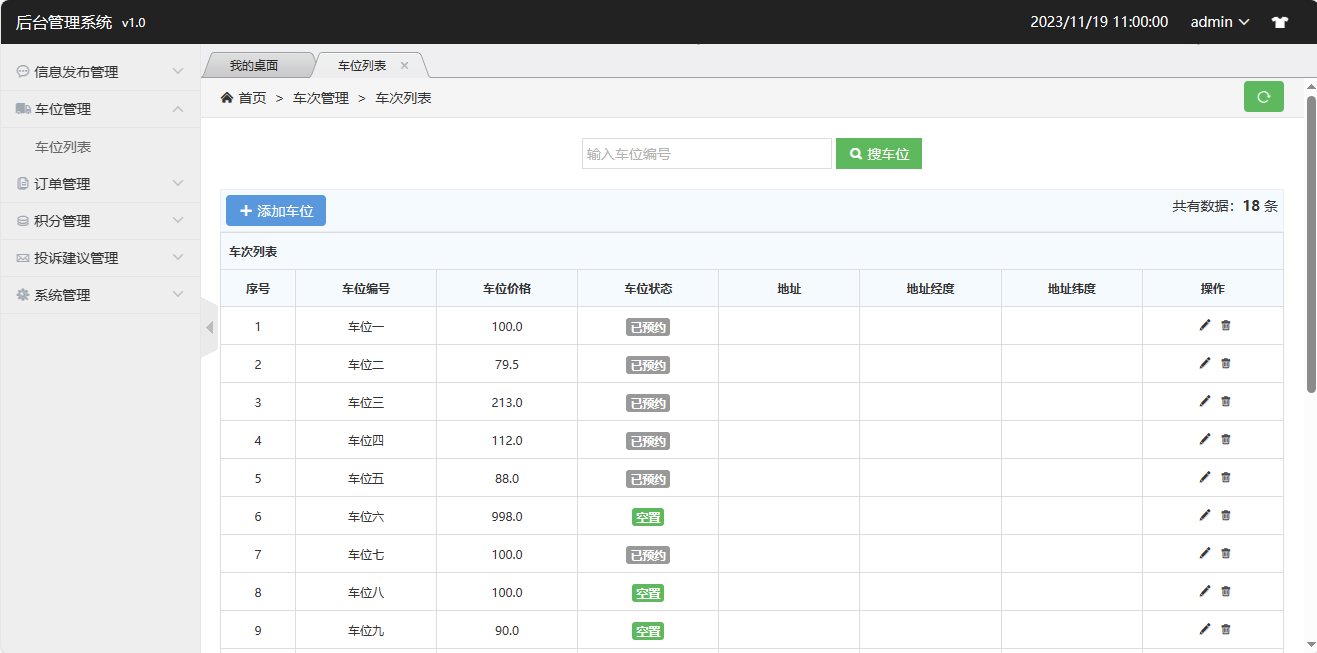 后台管理系统 v1.0 2023/11/19 11:00:00 admin
信息发布管理
车位管理
车位列表
订单管理
积分管理
投诉建议管理
系统管理
我的桌面 车位列表 ×
首页 > 车次管理 > 车次列表
输入车位编号 搜车位
+ 添加车位 共有数据：18 条
车次列表
序号 车位编号 车位价格 车位状态 地址 地址经度 地址纬度 操作
1 车位一 100.0 已预约
2 车位二 79.5 已预约
3 车位三 213.0 已预约
4 车位四 112.0 已预约
5 车位五 88.0 已预约
6 车位六 998.0 空置
7 车位七 100.0 已预约
8 车位八 100.0 空置
9 车位九 90.0 空置